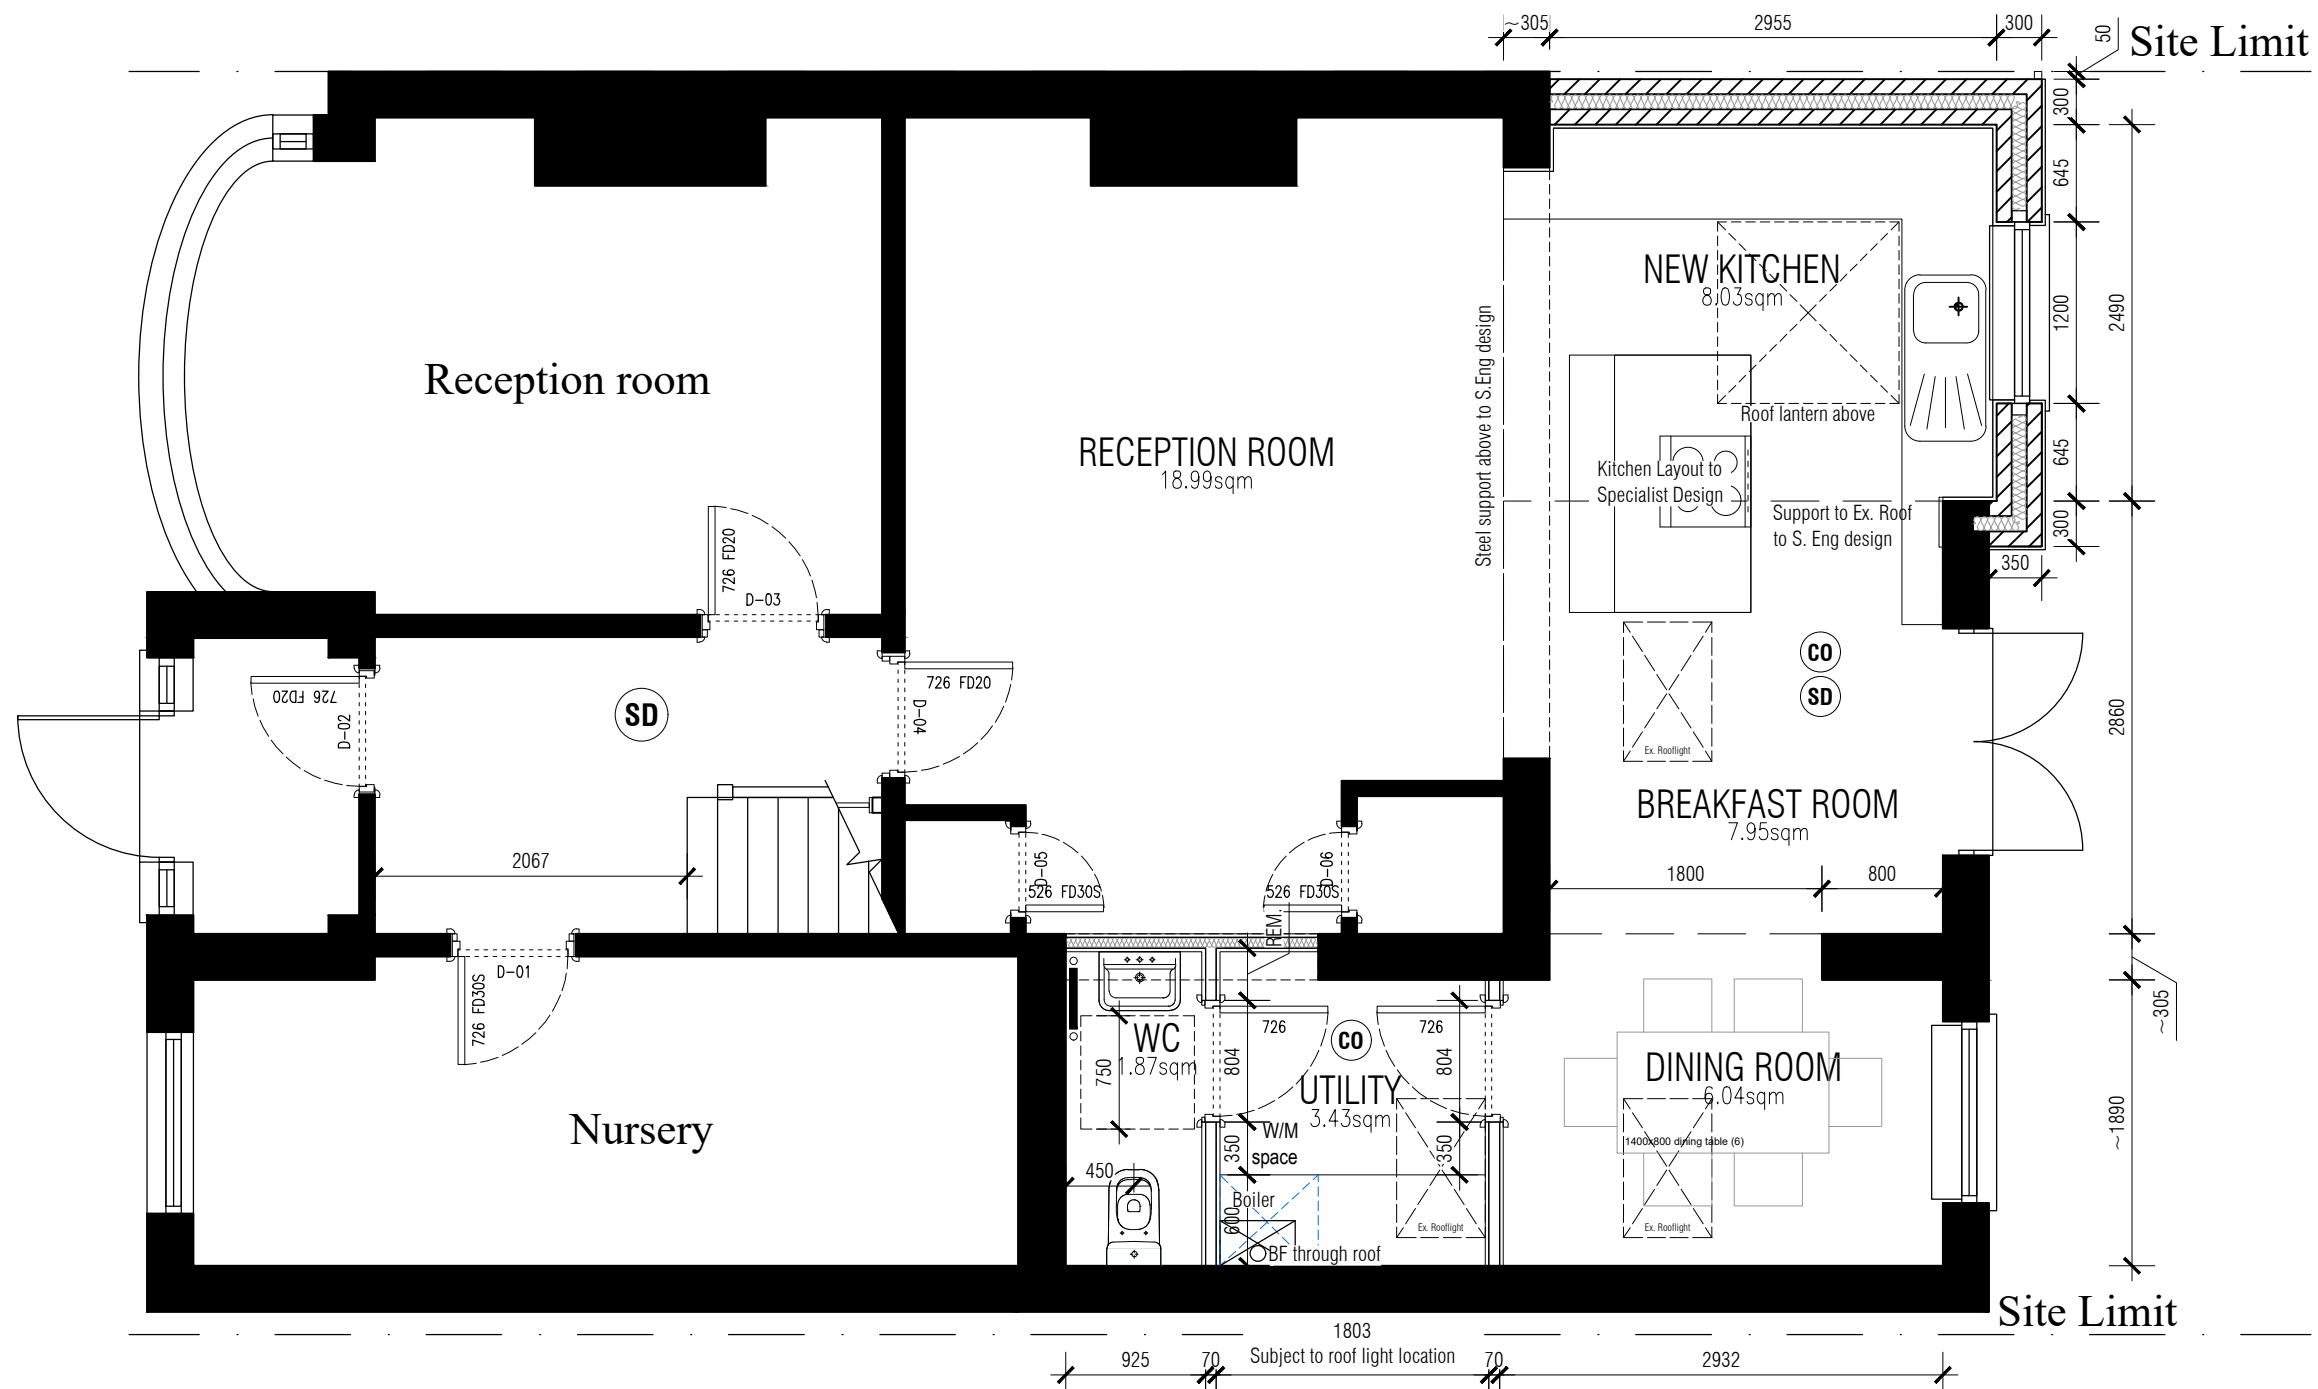 ~305
2955
300
50
Site Limit
300
645
1200
2490
645
300
350
2860
~305
~1890
NEW KITCHEN
8.03sqm
Roof lantern above
Steel support above to S.Eng design
Kitchen Layout to
Specialist Design
Support to Ex. Roof
to S. Eng design
Reception room
RECEPTION ROOM
18.99sqm
726 FD20
D-03
726 FD20
D-02
SD
726 FD20
D-04
CO
SD
Ex. Rooflight
BREAKFAST ROOM
7.95sqm
1800
800
2067
D-05
526 FD30S
D-06
526 FD30S
REM.
D-01
726 FD30S
Nursery
WC
1.87sqm
750
450
726
804
350
600
CO
726
804
350
UTILITY
3.43sqm
W/M
space
Boiler
BF through roof
Ex. Rooflight
DINING ROOM
6.04sqm
1400x800 dining table (6)
Ex. Rooflight
Site Limit
1803
Subject to roof light location
925
70
70
2932